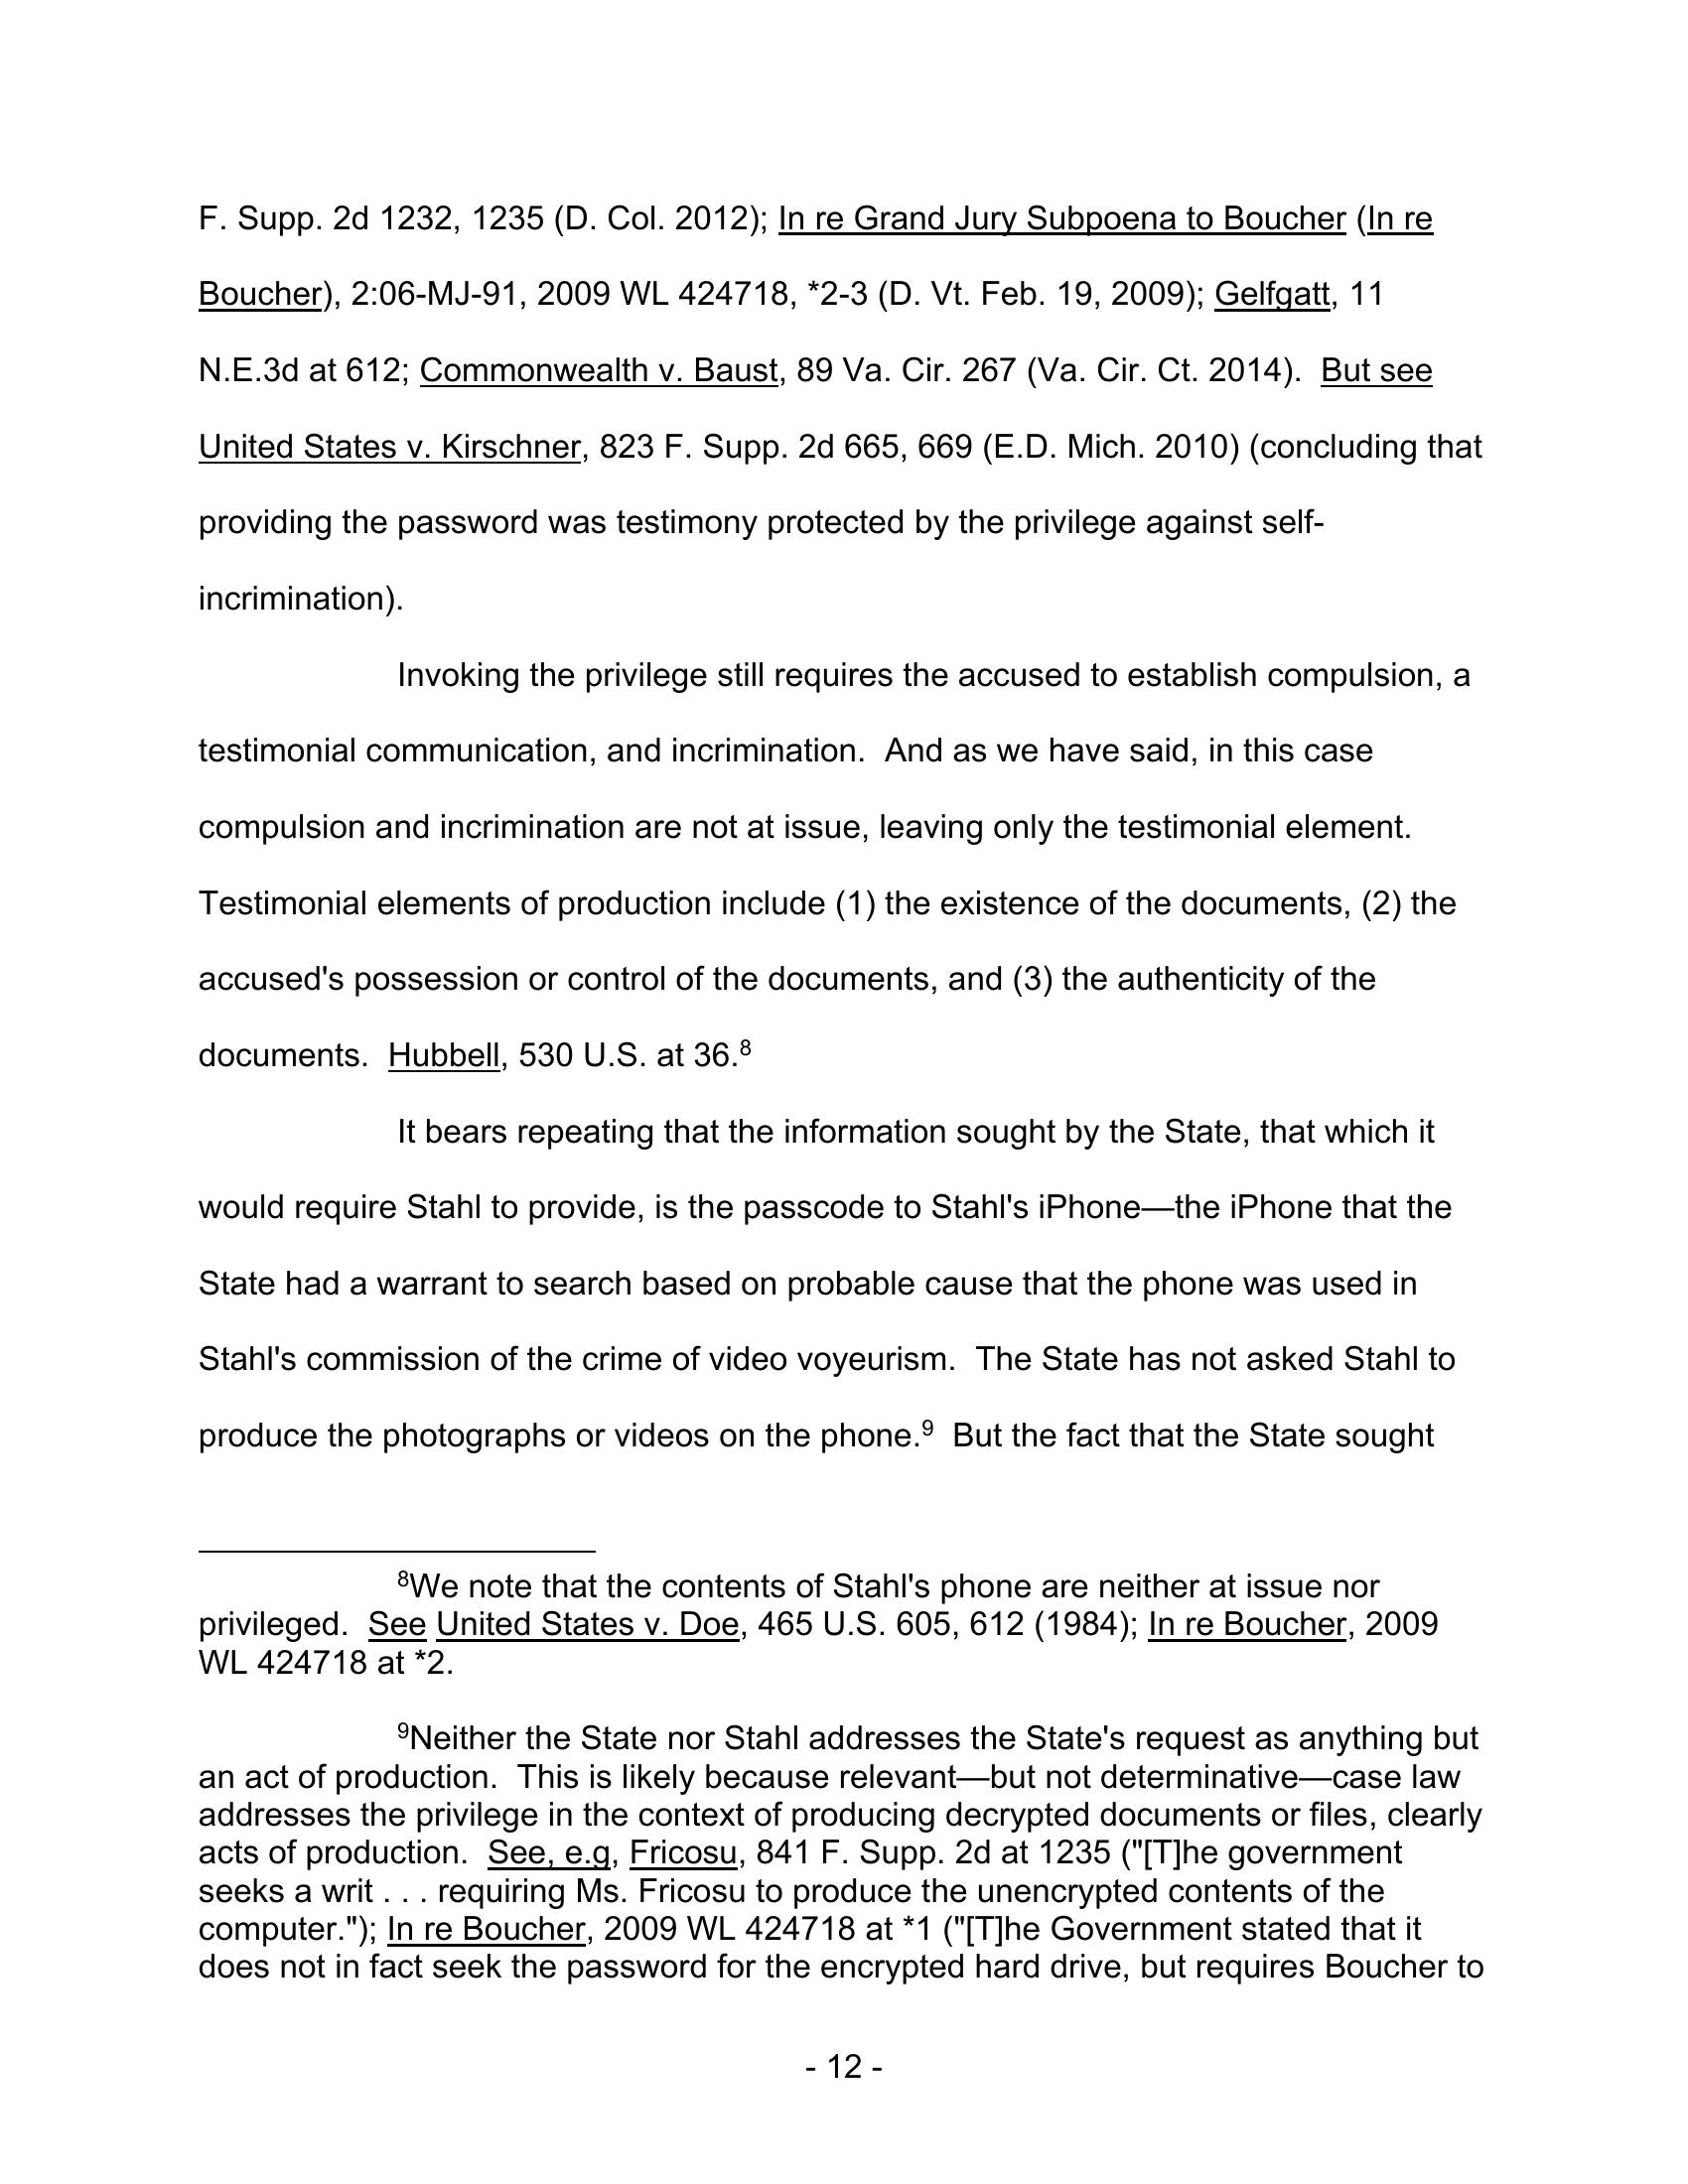 F. Supp. 2d 1232, 1235 (D. Col. 2012); In re Grand Jury Subpoena to Boucher (In re
Boucher), 2:06-MJ-91, 2009 WL 424718, *2-3 (D. Vt. Feb. 19, 2009); Gelfgatt, 11
N.E.3d at 612; Commonwealth v. Baust, 89 Va. Cir. 267 (Va. Cir. Ct. 2014).  But see
United States v. Kirschner, 823 F. Supp. 2d 665, 669 (E.D. Mich. 2010) (concluding that
providing the password was testimony protected by the privilege against self-
incrimination).
Invoking the privilege still requires the accused to establish compulsion, a
testimonial communication, and incrimination.  And as we have said, in this case
compulsion and incrimination are not at issue, leaving only the testimonial element.
Testimonial elements of production include (1) the existence of the documents, (2) the
accused's possession or control of the documents, and (3) the authenticity of the
documents.  Hubbell, 530 U.S. at 36.⁸
It bears repeating that the information sought by the State, that which it
would require Stahl to provide, is the passcode to Stahl's iPhone—the iPhone that the
State had a warrant to search based on probable cause that the phone was used in
Stahl's commission of the crime of video voyeurism.  The State has not asked Stahl to
produce the photographs or videos on the phone.⁹  But the fact that the State sought
⁸We note that the contents of Stahl's phone are neither at issue nor
privileged.  See United States v. Doe, 465 U.S. 605, 612 (1984); In re Boucher, 2009
WL 424718 at *2.
⁹Neither the State nor Stahl addresses the State's request as anything but
an act of production.  This is likely because relevant—but not determinative—case law
addresses the privilege in the context of producing decrypted documents or files, clearly
acts of production.  See, e.g, Fricosu, 841 F. Supp. 2d at 1235 ("[T]he government
seeks a writ . . . requiring Ms. Fricosu to produce the unencrypted contents of the
computer."); In re Boucher, 2009 WL 424718 at *1 ("[T]he Government stated that it
does not in fact seek the password for the encrypted hard drive, but requires Boucher to
- 12 -